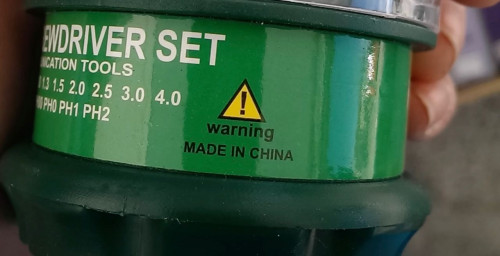 EWDRIVER SET
NICATION TOOLS
1.3 1.5 2.0 2.5 3.0 4.0
PH0 PH1 PH2
warning
MADE IN CHINA